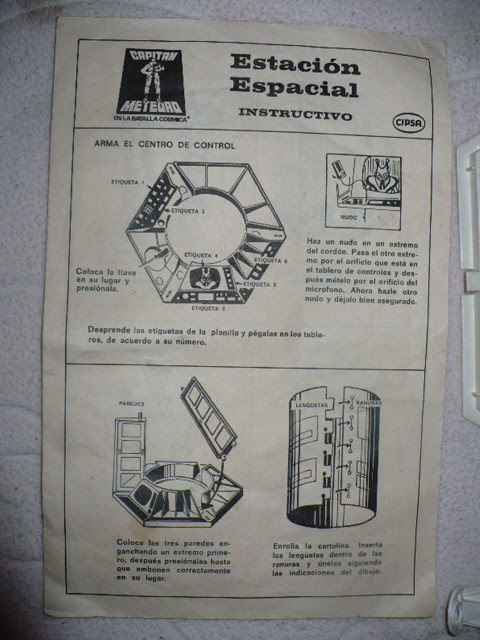 CAPITAN
METEORO
EN LA BATALLA COSMICA*
Estación
Espacial
INSTRUCTIVO
CIPSA
ARMA EL CENTRO DE CONTROL
ETIQUETA 1
ETIQUETA 2
ETIQUETA 4
ETIQUETA 6
ETIQUETA 5
ETIQUETA 3
Coloca la llave
en su lugar y
presiónala.
NUDO
Haz un nudo en un extremo
del cordón. Pasa el otro extre-
mo por el orificio que está en
el tablero de controles y des-
pués mételo por el orificio del
micrófono. Ahora hazle otro
nudo y déjalo bien asegurado.
Desprende las etiquetas de la planilla y pégalas en los table-
ros, de acuerdo a su número.
PAREDES
Coloca las tres paredes en-
ganchando un extremo prime-
ro, después presiónalas hasta
que embonen correctamente
en su lugar.
LENGUETAS
RANURAS
Enrolla la cartulina. Inserta
las lengüetas dentro de las
ranuras y únelas siguiendo
las indicaciones del dibujo.